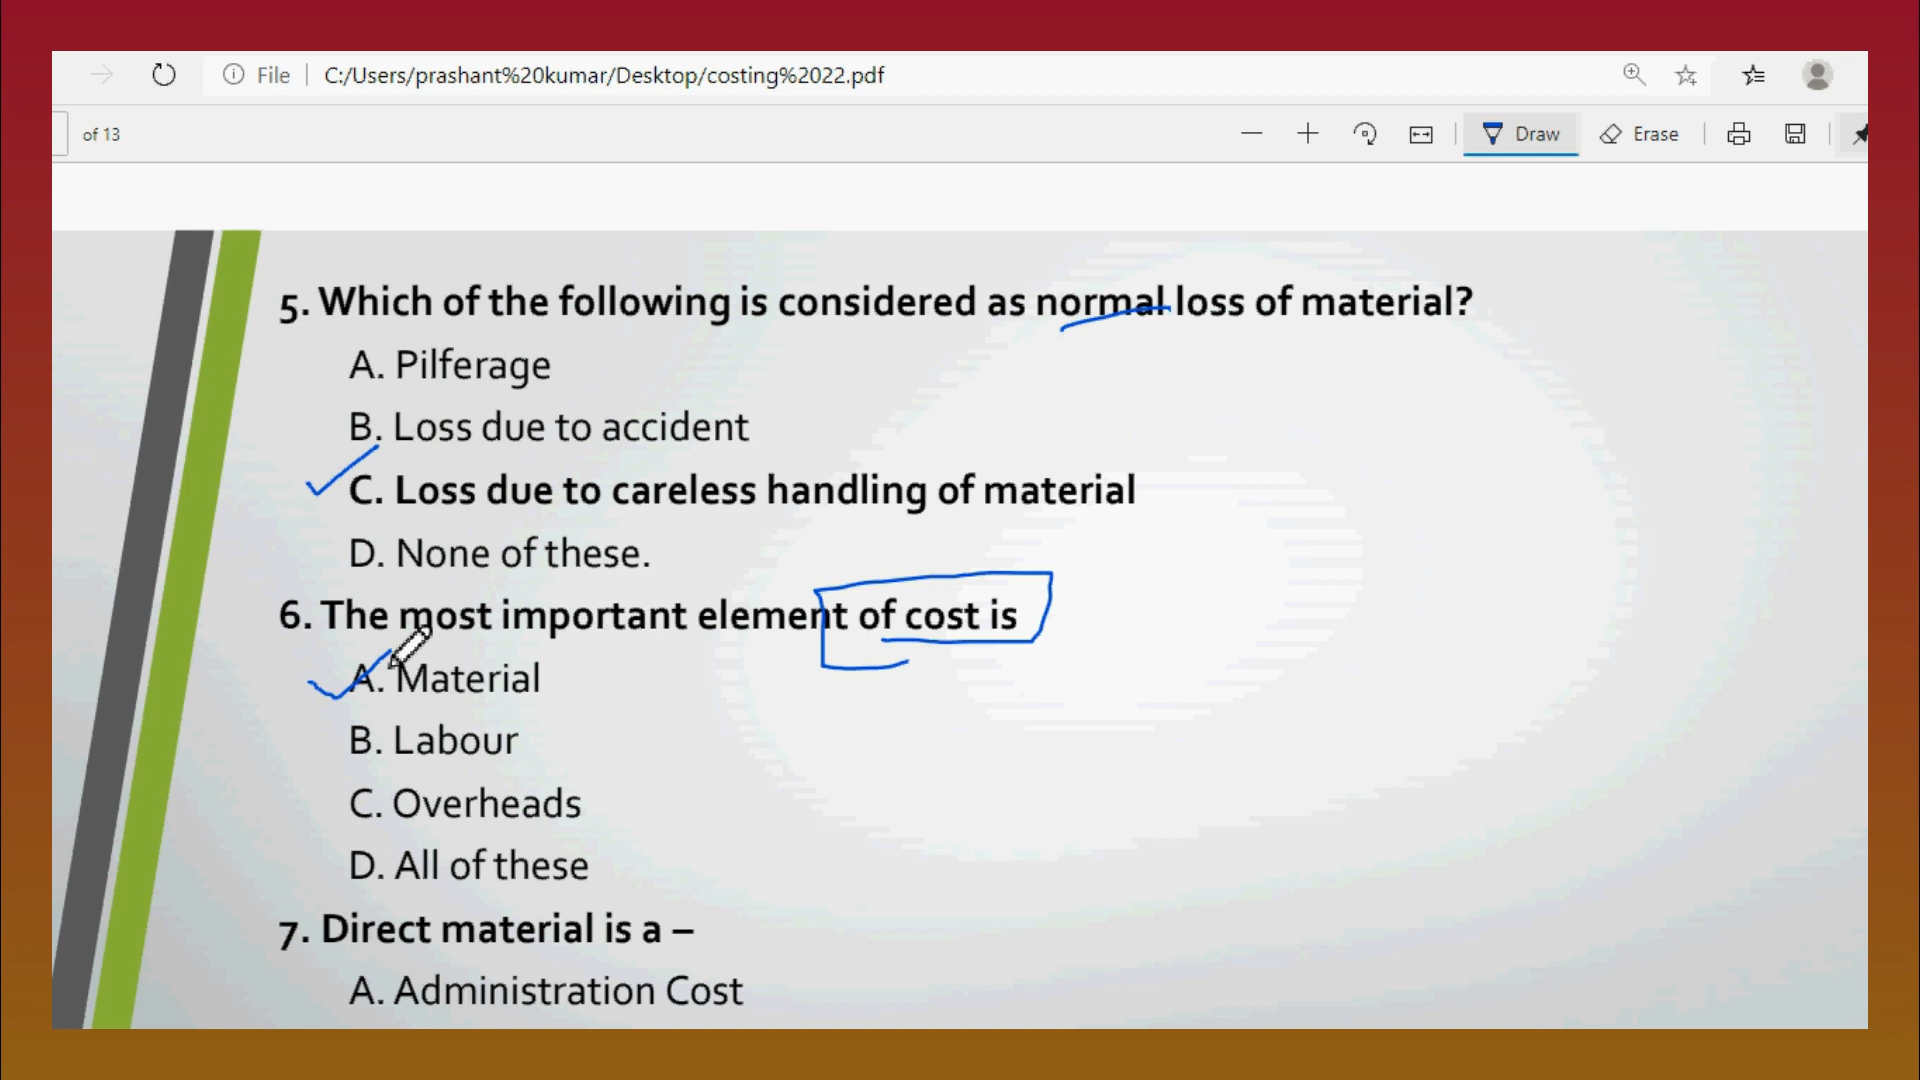 File C:/Users/prashant%20kumar/Desktop/costing%2022.pdf
of 13 Draw Erase
5. Which of the following is considered as normal loss of material?
A. Pilferage
B. Loss due to accident
C. Loss due to careless handling of material
D. None of these.
6. The most important element of cost is
A. Material
B. Labour
C. Overheads
D. All of these
7. Direct material is a –
A. Administration Cost